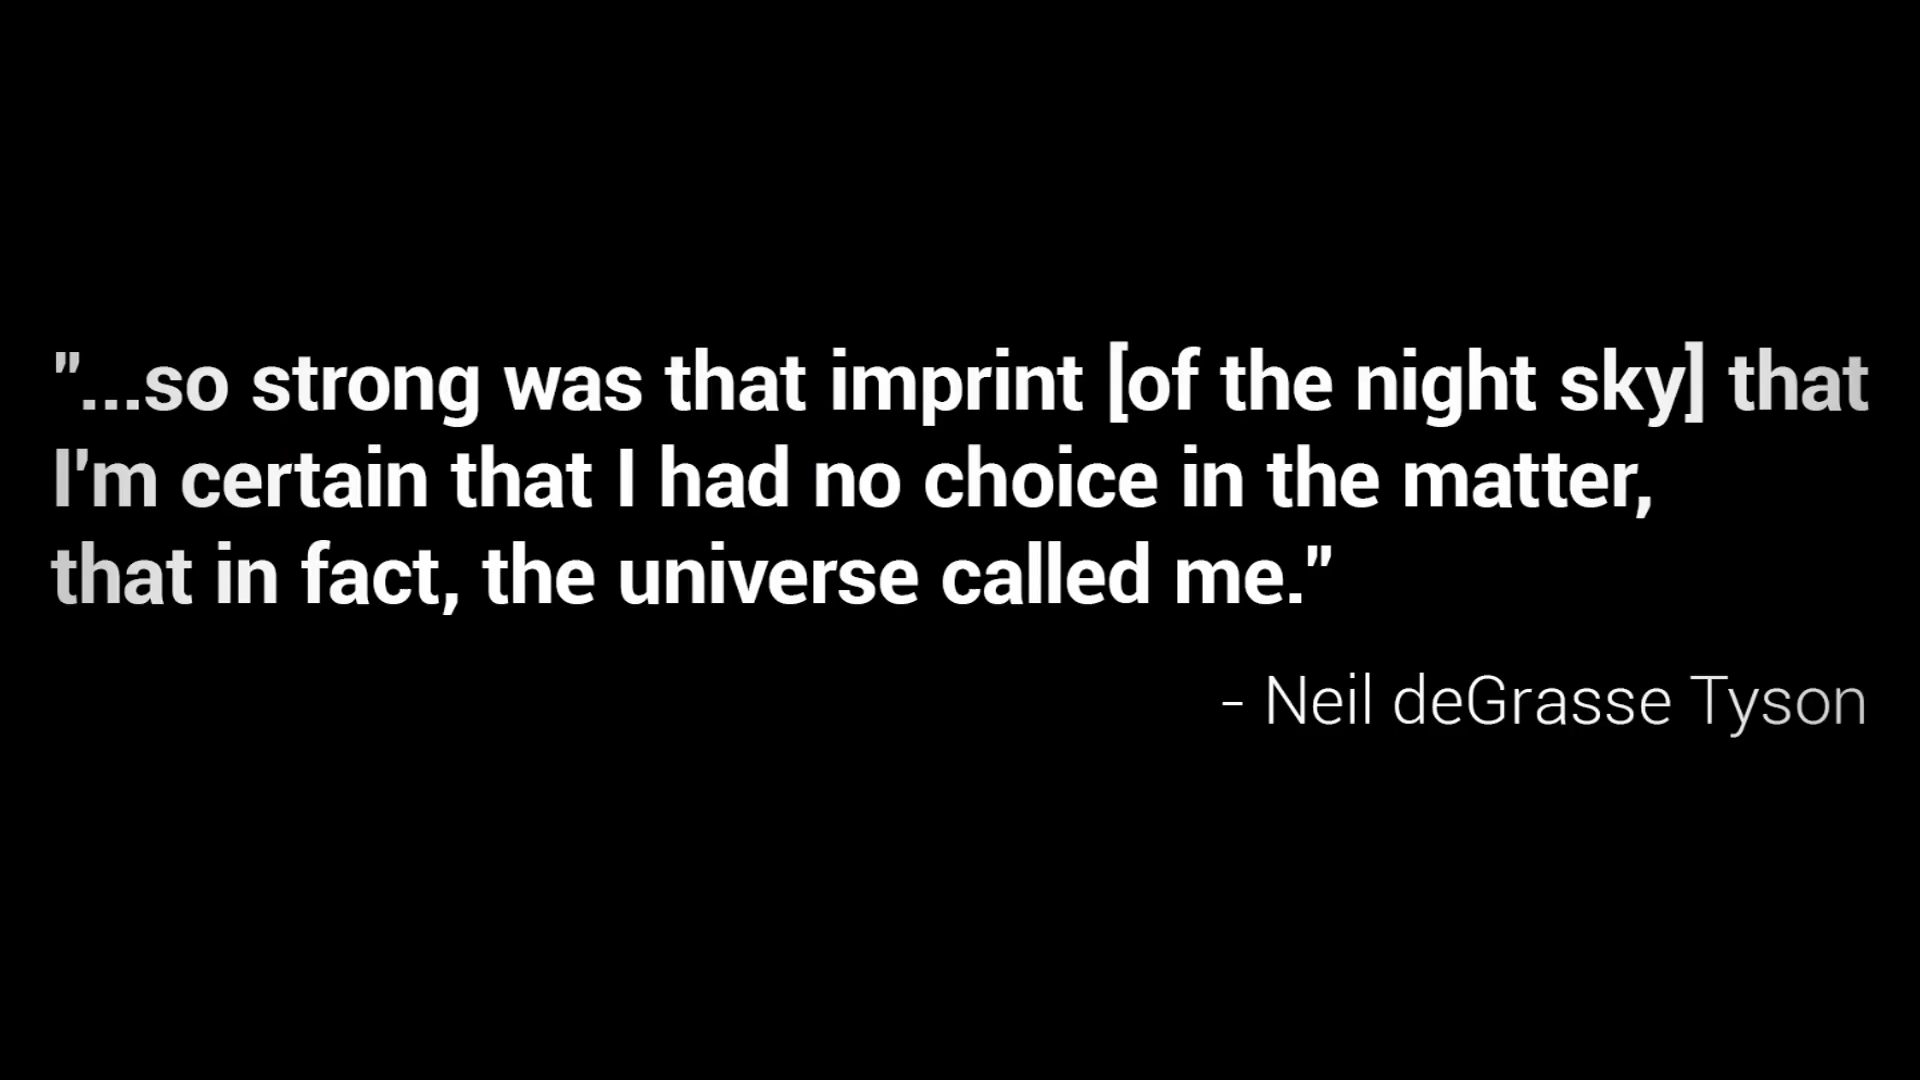 "...so strong was that imprint [of the night sky] that
I'm certain that I had no choice in the matter,
that in fact, the universe called me."
- Neil deGrasse Tyson